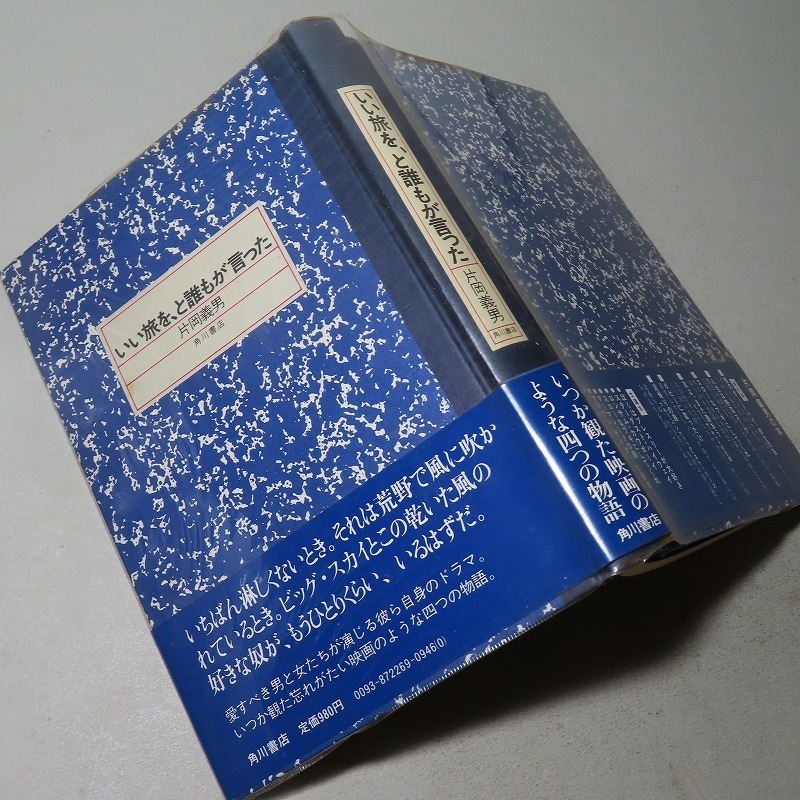 いい旅を、と誰もが言った
片岡義男
角川書店
いい旅を、と誰もが言った
片岡義男
角川書店
いちばん淋しくないとき。それは荒野で風に吹か
れているとき。ビッグ・スカイとこの乾いた風の
好きな奴が、もうひとりくらい、いるはずだ。
愛すべき男と女たちが演じる彼ら自身のドラマ。
いつか観た忘れがたい映画のような四つの物語。
角川書店 定価980円 0093-872269-0946(0)
いつか観た映画の
ような四つの物語
角川書店